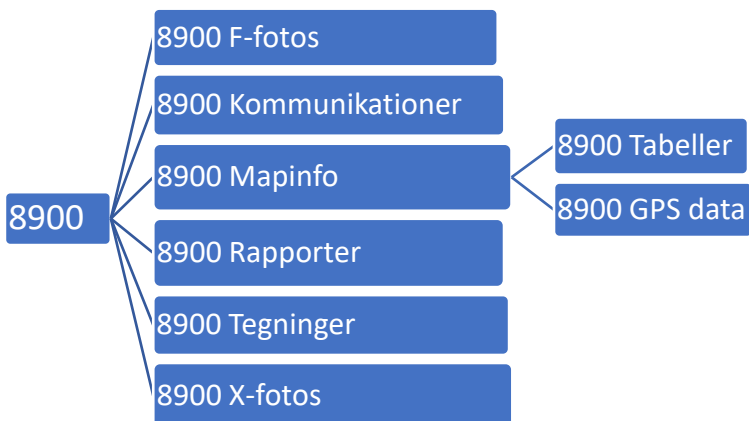 8900
8900 F-fotos
8900 Kommunikationer
8900 Mapinfo
8900 Rapporter
8900 Tegninger
8900 X-fotos
8900 Tabeller
8900 GPS data